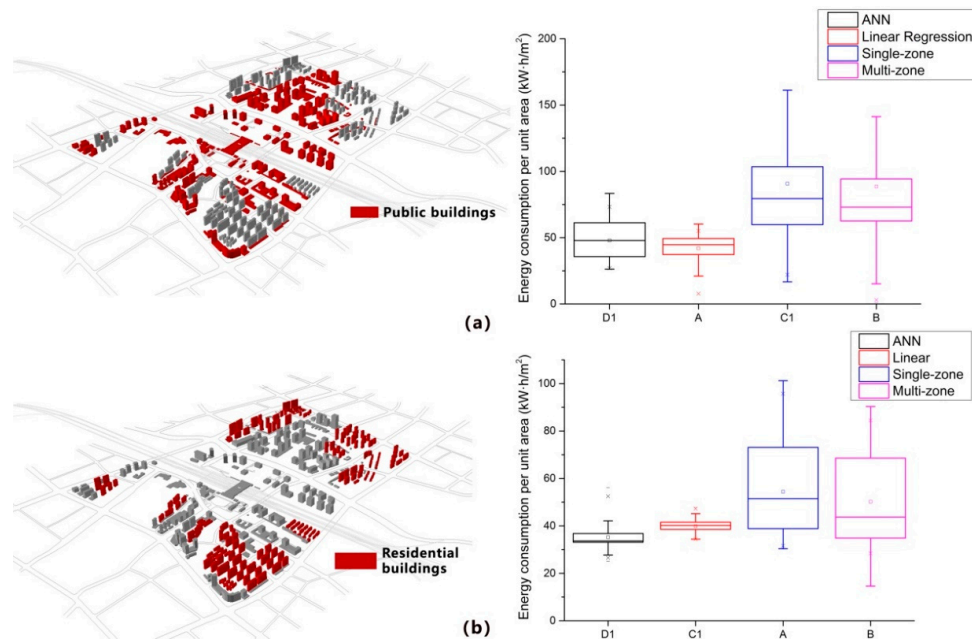 Public buildings
(a)
Energy consumption per unit area (kW·h/m²)
200
150
100
50
0
D1
A
C1
B
ANN
Linear Regression
Single-zone
Multi-zone
Residential
buildings
(b)
Energy consumption per unit area (kW·h/m²)
100
80
60
40
20
0
D1
C1
A
B
ANN
Linear
Single-zone
Multi-zone